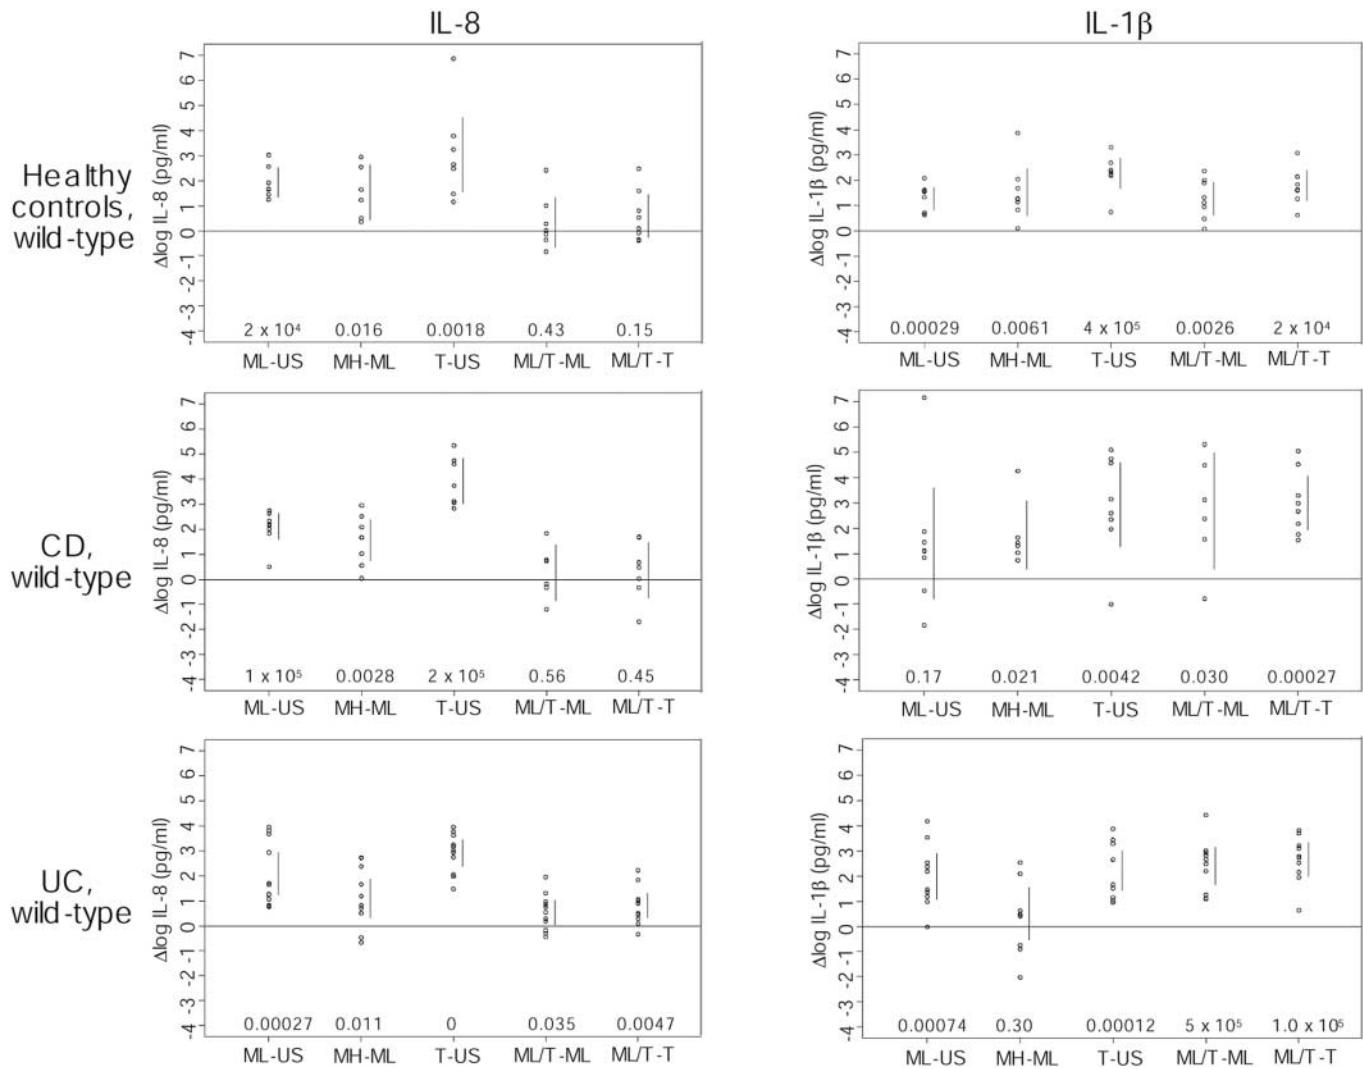 IL-8
IL-1β
Healthy
controls,
wild-type
Δlog IL-8 (pg/ml)
7
6
5
4
3
2
1
0
-1
-2
-3
-4
2 x 10⁴ 0.016 0.0018 0.43 0.15
ML-US MH-ML T-US ML/T-ML ML/T-T
Δlog IL-1β (pg/ml)
7
6
5
4
3
2
1
0
-1
-2
-3
-4
0.00029 0.0061 4 x 10⁵ 0.0026 2 x 10⁴
ML-US MH-ML T-US ML/T-ML ML/T-T
CD,
wild-type
Δlog IL-8 (pg/ml)
7
6
5
4
3
2
1
0
-1
-2
-3
-4
1 x 10⁵ 0.0028 2 x 10⁵ 0.56 0.45
ML-US MH-ML T-US ML/T-ML ML/T-T
Δlog IL-1β (pg/ml)
7
6
5
4
3
2
1
0
-1
-2
-3
-4
0.17 0.021 0.0042 0.030 0.00027
ML-US MH-ML T-US ML/T-ML ML/T-T
UC,
wild-type
Δlog IL-8 (pg/ml)
7
6
5
4
3
2
1
0
-1
-2
-3
-4
0.00027 0.011 0 0.035 0.0047
ML-US MH-ML T-US ML/T-ML ML/T-T
Δlog IL-1β (pg/ml)
7
6
5
4
3
2
1
0
-1
-2
-3
-4
0.00074 0.30 0.00012 5 x 10⁵ 1.0 x 10⁶
ML-US MH-ML T-US ML/T-ML ML/T-T